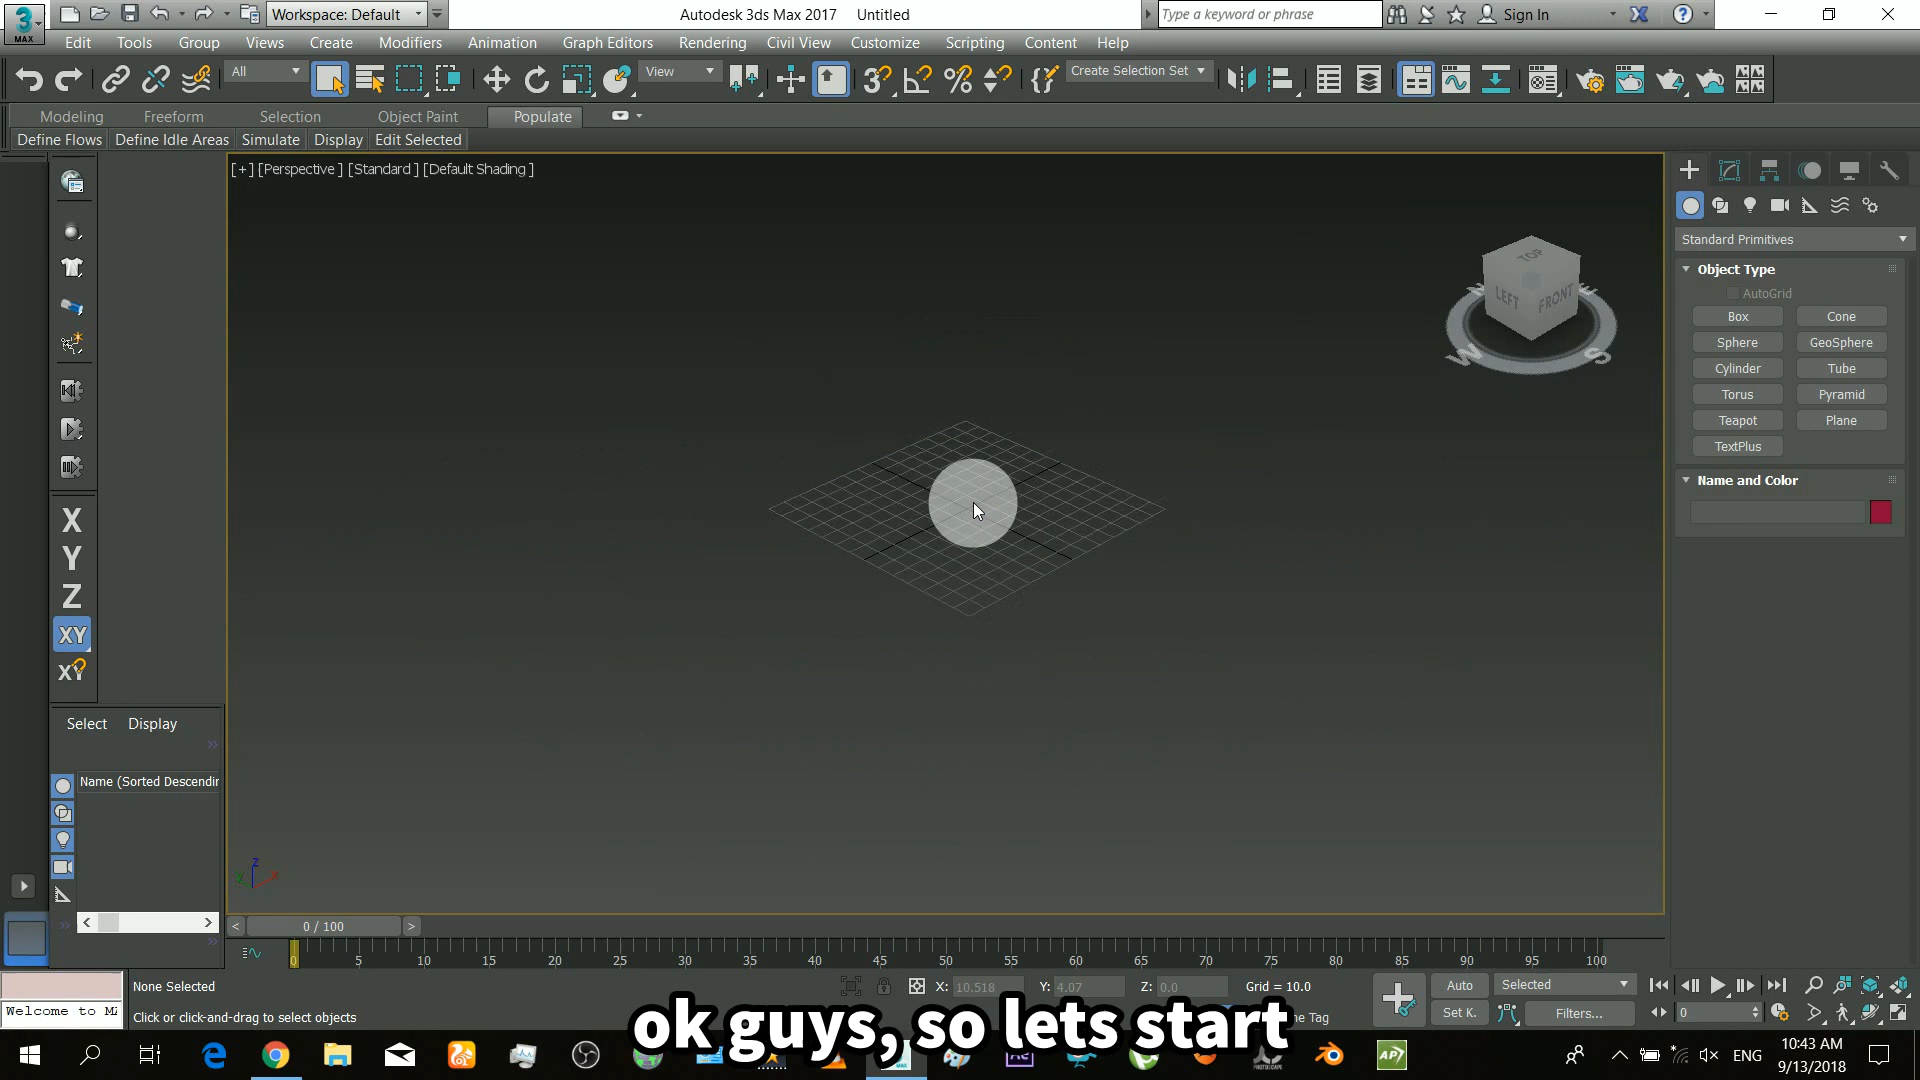 MAX
Workspace: Default
Autodesk 3ds Max 2017 Untitled
Type a keyword or phrase
Sign In
Edit Tools Group Views Create Modifiers Animation Graph Editors Rendering Civil View Customize Scripting Content Help
All
View
Create Selection Set
Modeling Freeform Selection Object Paint Populate
Define Flows Define Idle Areas Simulate Display Edit Selected
[+] [Perspective ] [Standard ] [Default Shading ]
TOP
LEFT FRONT
W S
Standard Primitives
Object Type
AutoGrid
Box Cone
Sphere GeoSphere
Cylinder Tube
Torus Pyramid
Teapot Plane
TextPlus
Name and Color
X
Y
Z
XY
XY
Select Display
Name (Sorted Descendin
z
y x
< 0 / 100 >
0 5 10 15 20 25 30 35 40 45 50 55 60 65 70 75 80 85 90 95 100
None Selected
X: 10.518 Y: 4.07 Z: 0.0 Grid = 10.0
Auto Selected
Welcome to MA
Click or click-and-drag to select objects
Tag
Set K. Filters... 0
ok guys, so lets start
ENG
10:43 AM
9/13/2018